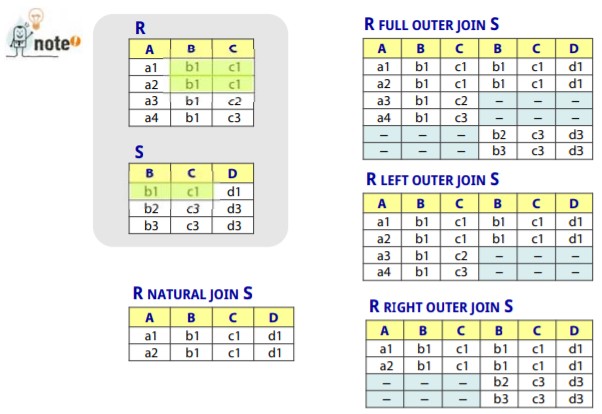 note!
R
A B C
a1 b1 c1
a2 b1 c1
a3 b1 c2
a4 b1 c3
S
B C D
b1 c1 d1
b2 c3 d3
b3 c3 d3
R NATURAL JOIN S
A B C D
a1 b1 c1 d1
a2 b1 c1 d1
R FULL OUTER JOIN S
A B C B C D
a1 b1 c1 b1 c1 d1
a2 b1 c1 b1 c1 d1
a3 b1 c2 – – –
a4 b1 c3 – – –
– – – b2 c3 d3
– – – b3 c3 d3
R LEFT OUTER JOIN S
A B C B C D
a1 b1 c1 b1 c1 d1
a2 b1 c1 b1 c1 d1
a3 b1 c2 – – –
a4 b1 c3 – – –
R RIGHT OUTER JOIN S
A B C B C D
a1 b1 c1 b1 c1 d1
a2 b1 c1 b1 c1 d1
– – – b2 c3 d3
– – – b3 c3 d3